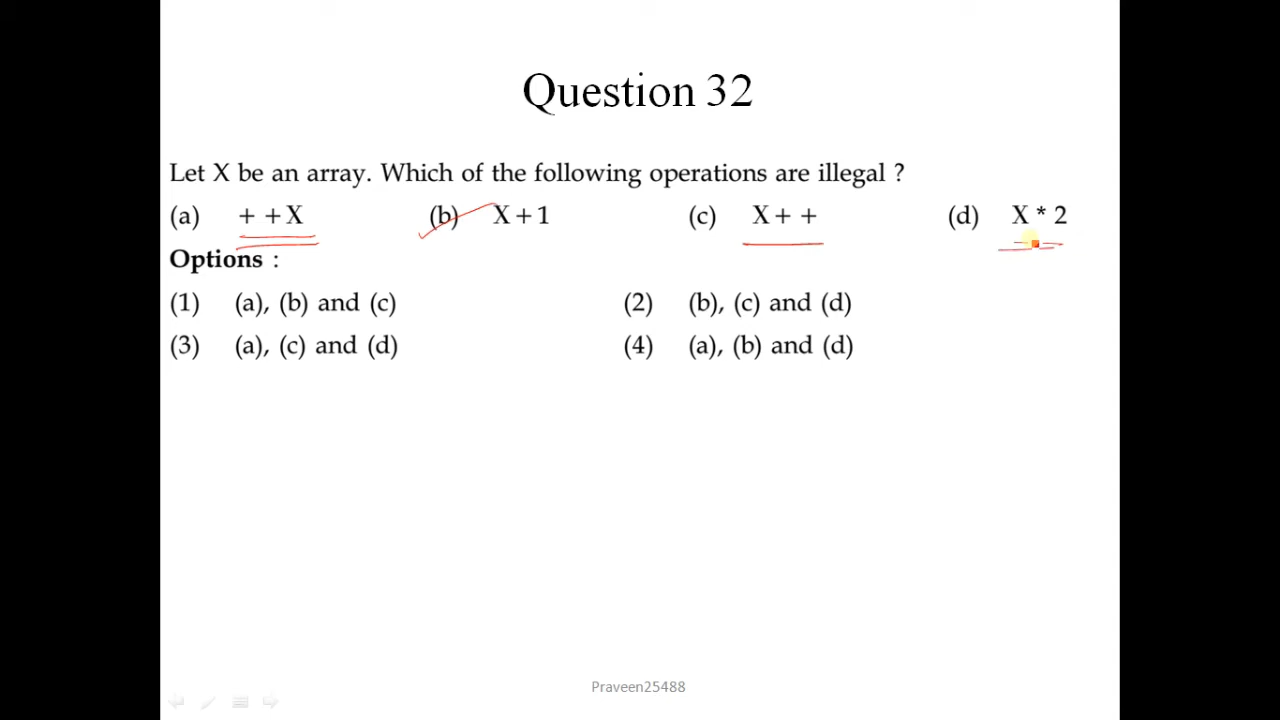 Question 32
Let X be an array. Which of the following operations are illegal ?
(a) + +X (b) X+1 (c) X+ + (d) X * 2
Options :
(1) (a), (b) and (c) (2) (b), (c) and (d)
(3) (a), (c) and (d) (4) (a), (b) and (d)
Praveen25488